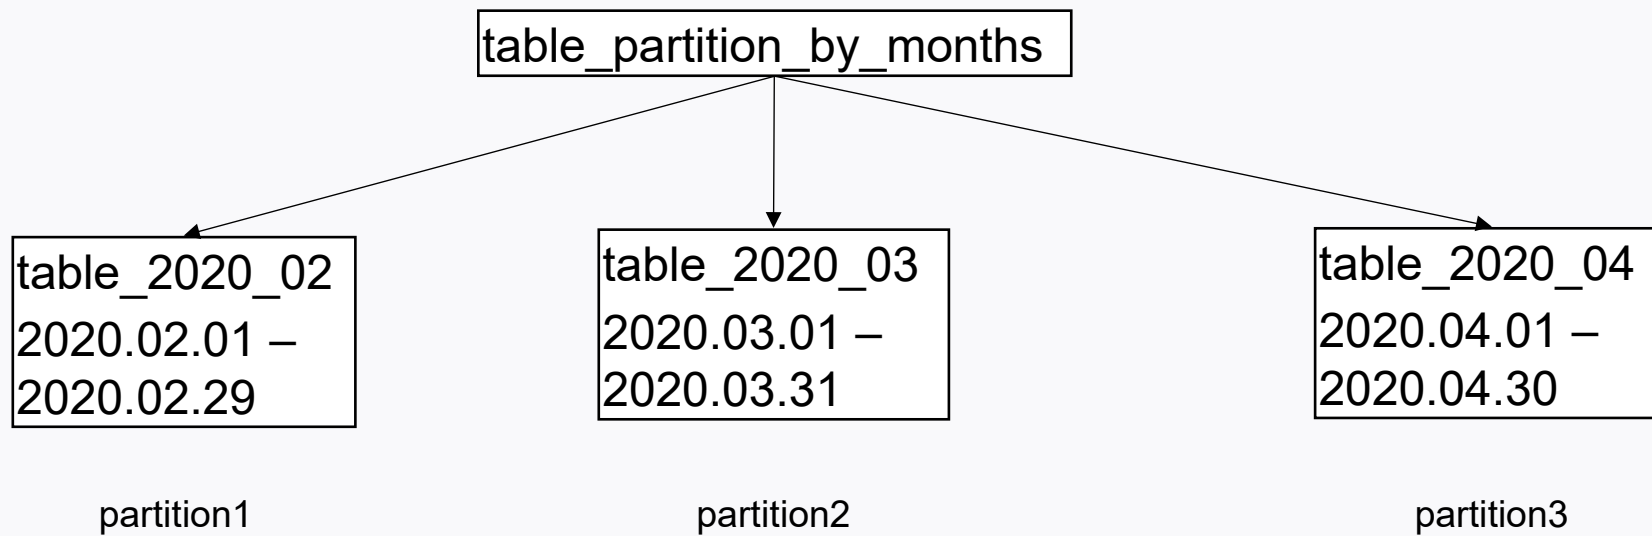 table_partition_by_months
table_2020_02
2020.02.01 –
2020.02.29
table_2020_03
2020.03.01 –
2020.03.31
table_2020_04
2020.04.01 –
2020.04.30
partition1
partition2
partition3